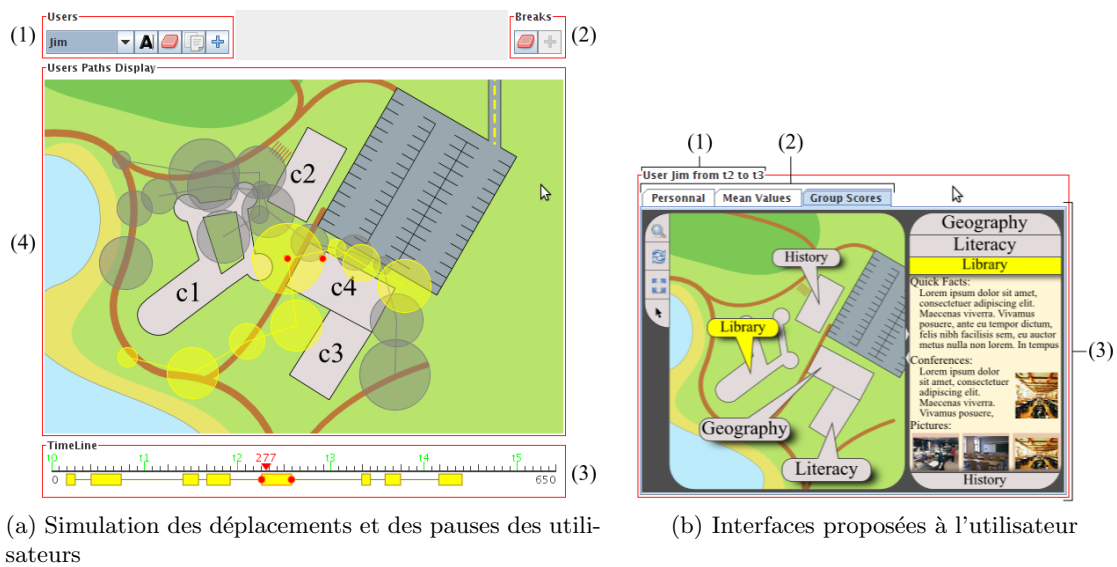 Users
Breaks
(1)
Jim
A
(2)
Users Paths Display
c2
c1
c4
c3
(4)
TimeLine
t0 t1 t2 277 t3 t4 t5
0
650
(3)
(a) Simulation des déplacements et des pauses des utili-
sateurs
(1)
(2)
User Jim from t2 to t3
Personnal
Mean Values
Group Scores
History
Library
Geography
Literacy
Geography
Literacy
Library
Quick Facts:
Lorem ipsum dolor sit amet,
consectetuer adipiscing elit.
Maecenas viverra. Vivamus
posuere, ante eu tempor dictum,
felis nibh facilisis sem, eu auctor
metus nulla non lorem. In tempus
Conferences:
Lorem ipsum dolor
sit amet, consectetuer
adipiscing elit.
Maecenas viverra.
Vivamus posuere,
Pictures:
History
(3)
(b) Interfaces proposées à l'utilisateur